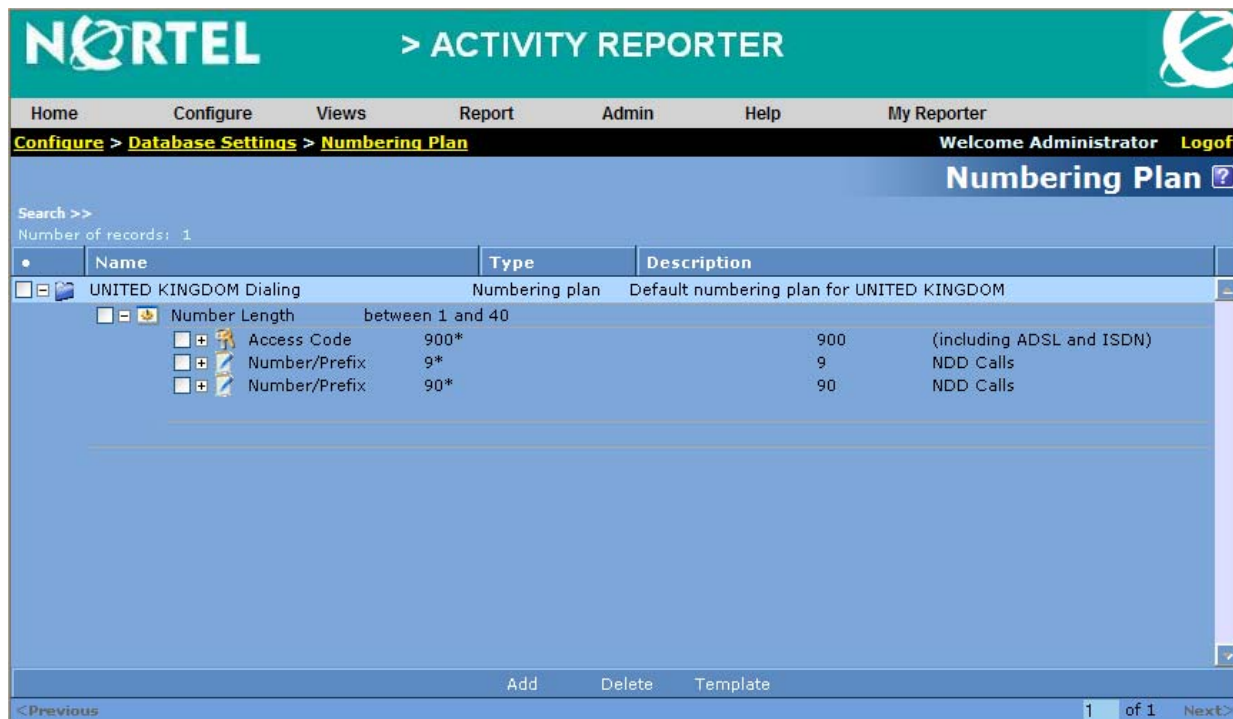 NORTEL > ACTIVITY REPORTER
Home Configure Views Report Admin Help My Reporter
Configure > Database Settings > Numbering Plan Welcome Administrator Logof
Numbering Plan ?
Search >>
Number of records: 1
Name Type Description
UNITED KINGDOM Dialing Numbering plan Default numbering plan for UNITED KINGDOM
Number Length between 1 and 40
Access Code 900* 900 (including ADSL and ISDN)
Number/Prefix 9* 9 NDD Calls
Number/Prefix 90* 90 NDD Calls
Add Delete Template
<Previous 1 of 1 Next>